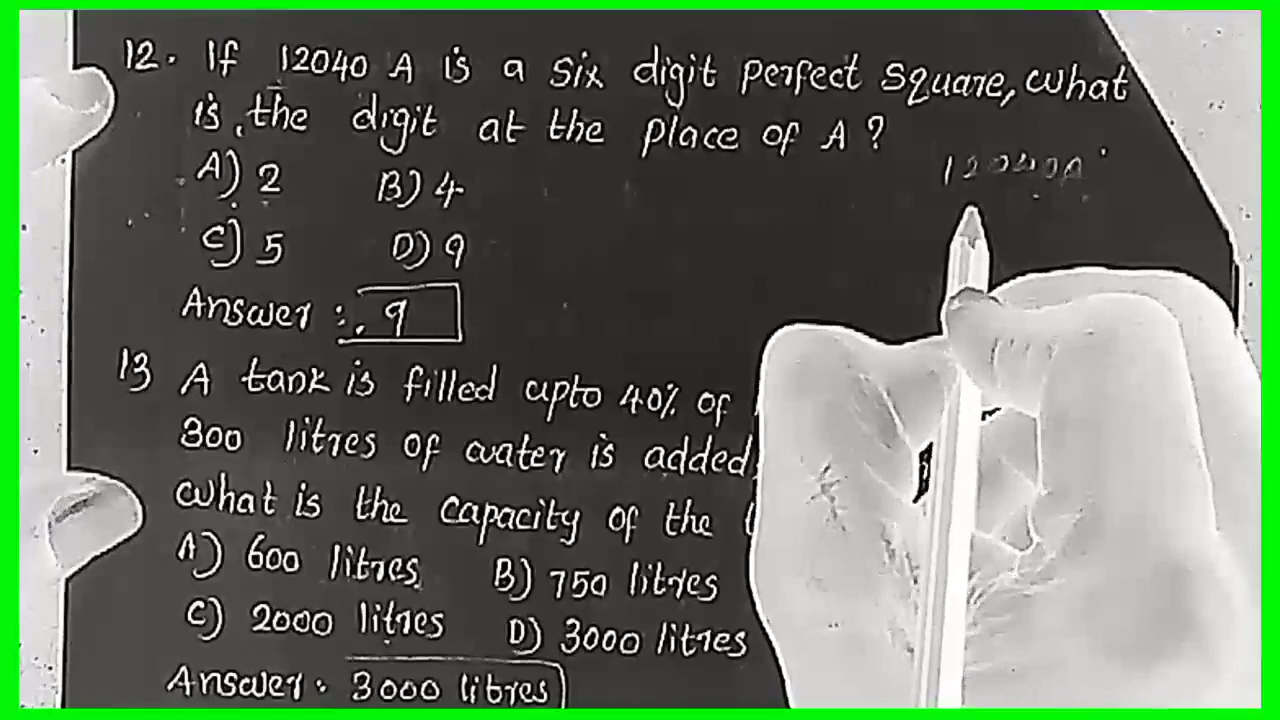 12. If 12040 A is a six digit perfect square, what
is the digit at the place of A?
A) 2 B) 4
C) 5 D) 9
Answer :. 9
13 A tank is filled upto 40% of
300 litres of water is added
what is the capacity of the
A) 600 litres B) 750 litres
C) 2000 litres D) 3000 litres
Answer : 3000 litres